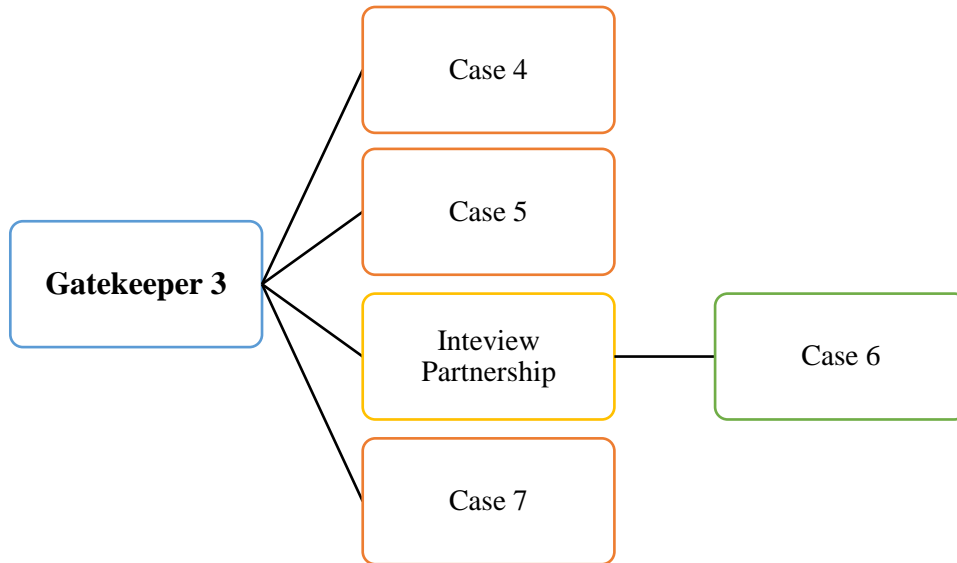 Case 4
Case 5
Gatekeeper 3
Inteview
Partnership
Case 6
Case 7